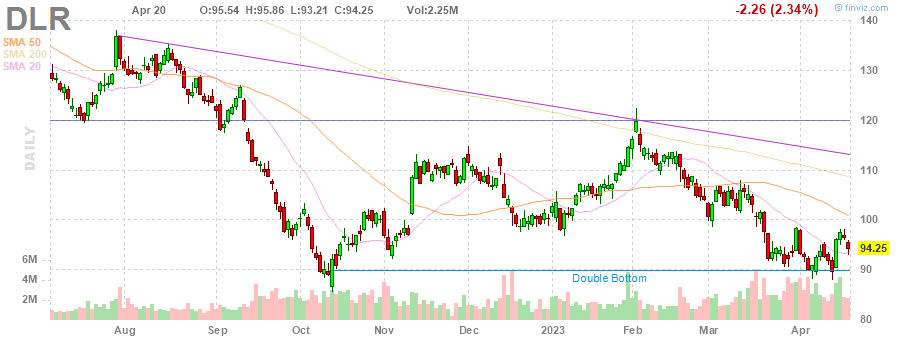 DLR Apr 20 O:95.54 H:95.86 L:93.21 C:94.25 Vol:2.25M -2.26 (2.34%) © finviz.com
SMA 50
SMA 200
SMA 20
DAILY
140
130
120
110
100
94.25
90
80
6M
4M
2M
Double Bottom
Aug Sep Oct Nov Dec 2023 Feb Mar Apr